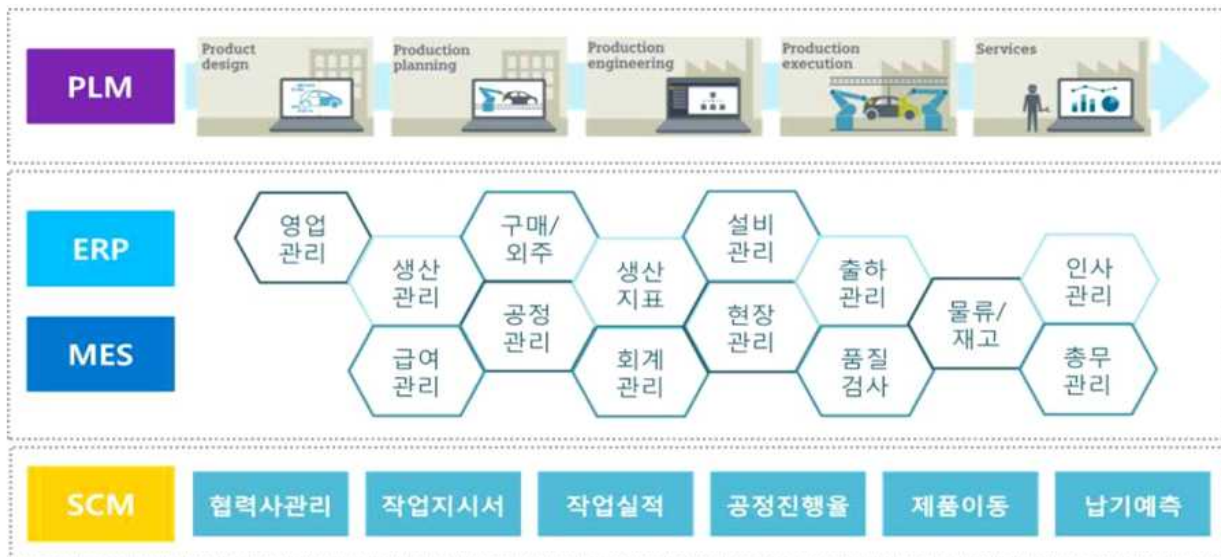 PLM
Product
design
Production
planning
Production
engineering
Production
execution
Services
ERP
MES
영업
관리
생산
관리
급여
관리
구매/
외주
공정
관리
생산
지표
회계
관리
설비
관리
현장
관리
출하
관리
품질
검사
물류/
재고
인사
관리
총무
관리
SCM
협력사관리
작업지시서
작업실적
공정진행율
제품이동
납기예측